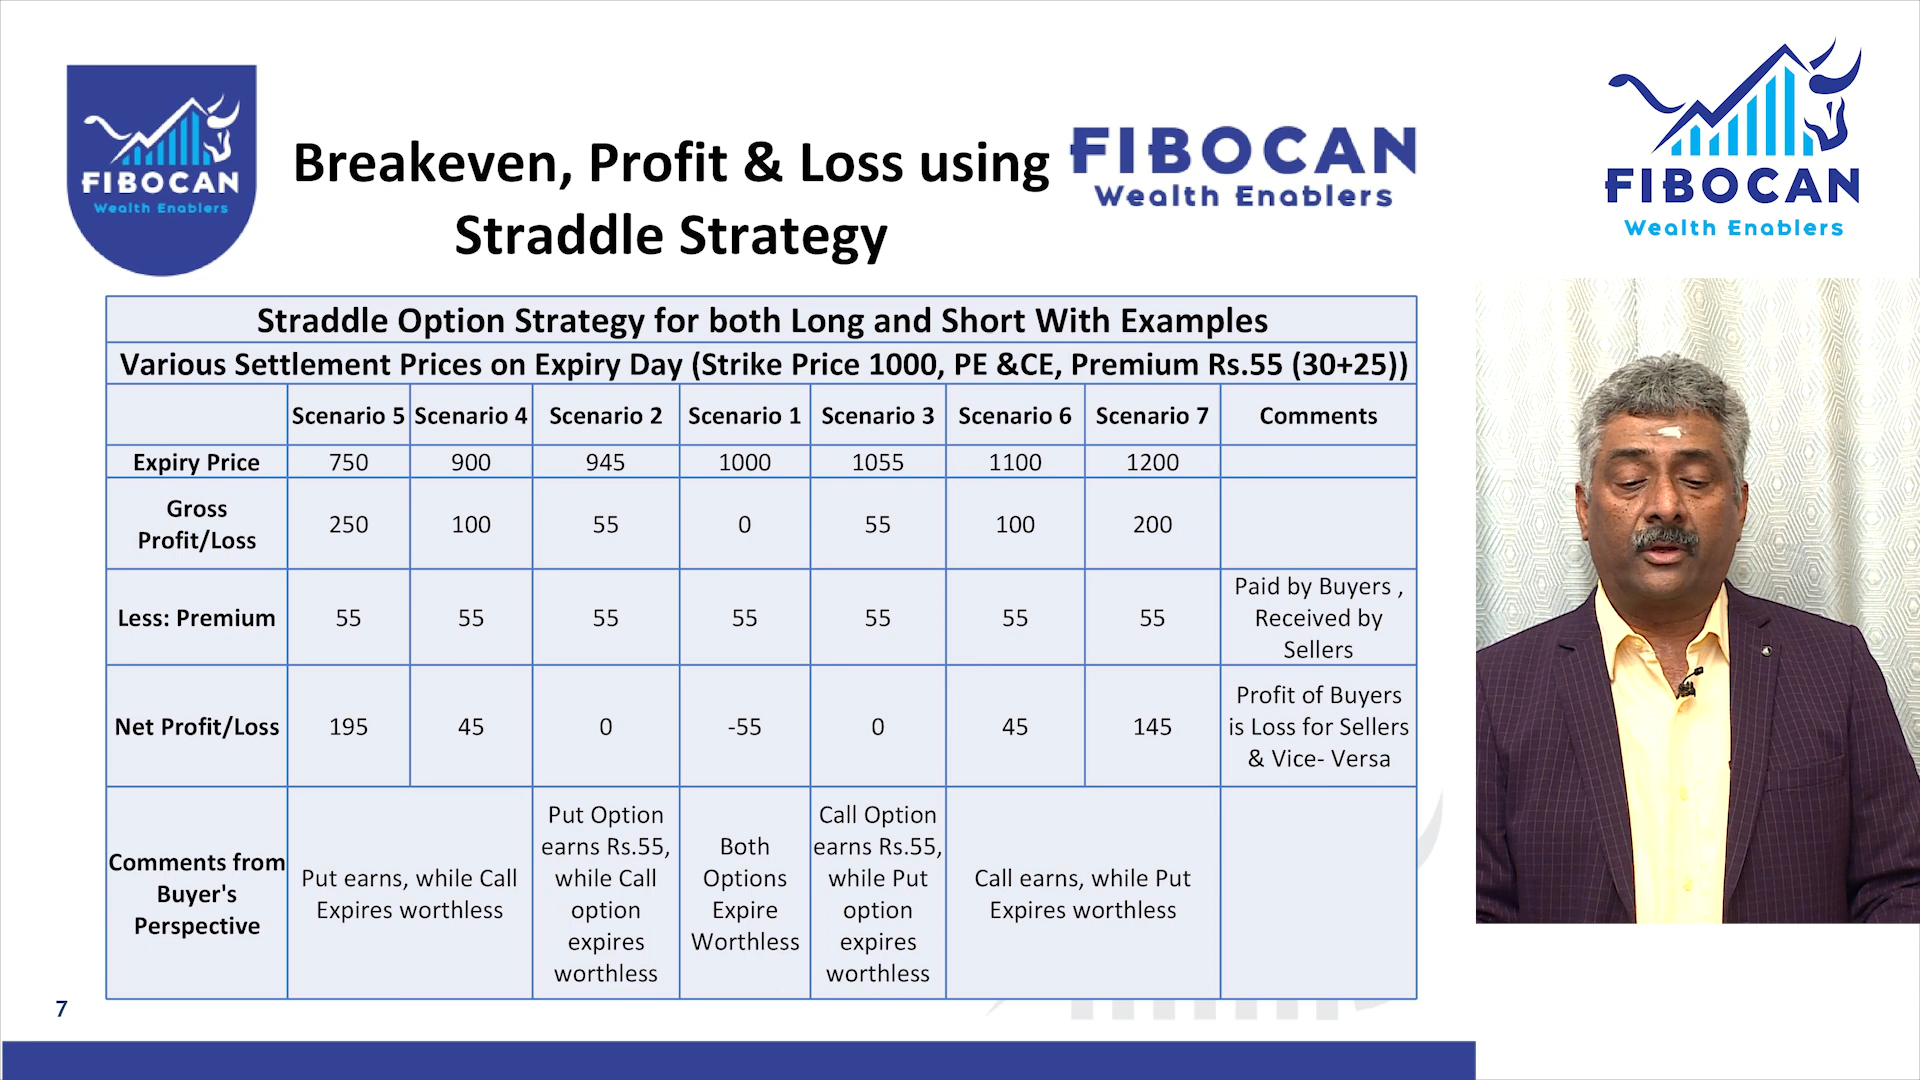 FIBOCAN
Wealth Enablers
Breakeven, Profit & Loss using
Straddle Strategy
FIBOCAN
Wealth Enablers
FIBOCAN
Wealth Enablers
Straddle Option Strategy for both Long and Short With Examples
Various Settlement Prices on Expiry Day (Strike Price 1000, PE &CE, Premium Rs.55 (30+25))
Scenario 5 Scenario 4 Scenario 2 Scenario 1 Scenario 3 Scenario 6 Scenario 7 Comments
Expiry Price 750 900 945 1000 1055 1100 1200
Gross
Profit/Loss
250 100 55 0 55 100 200
Less: Premium 55 55 55 55 55 55 55
Paid by Buyers ,
Received by
Sellers
Net Profit/Loss 195 45 0 -55 0 45 145
Profit of Buyers
is Loss for Sellers
& Vice- Versa
Comments from
Buyer's
Perspective
Put earns, while Call
Expires worthless
Put Option
earns Rs.55,
while Call
option
expires
worthless
Both
Options
Expire
Worthless
Call Option
earns Rs.55,
while Put
option
expires
worthless
Call earns, while Put
Expires worthless
7